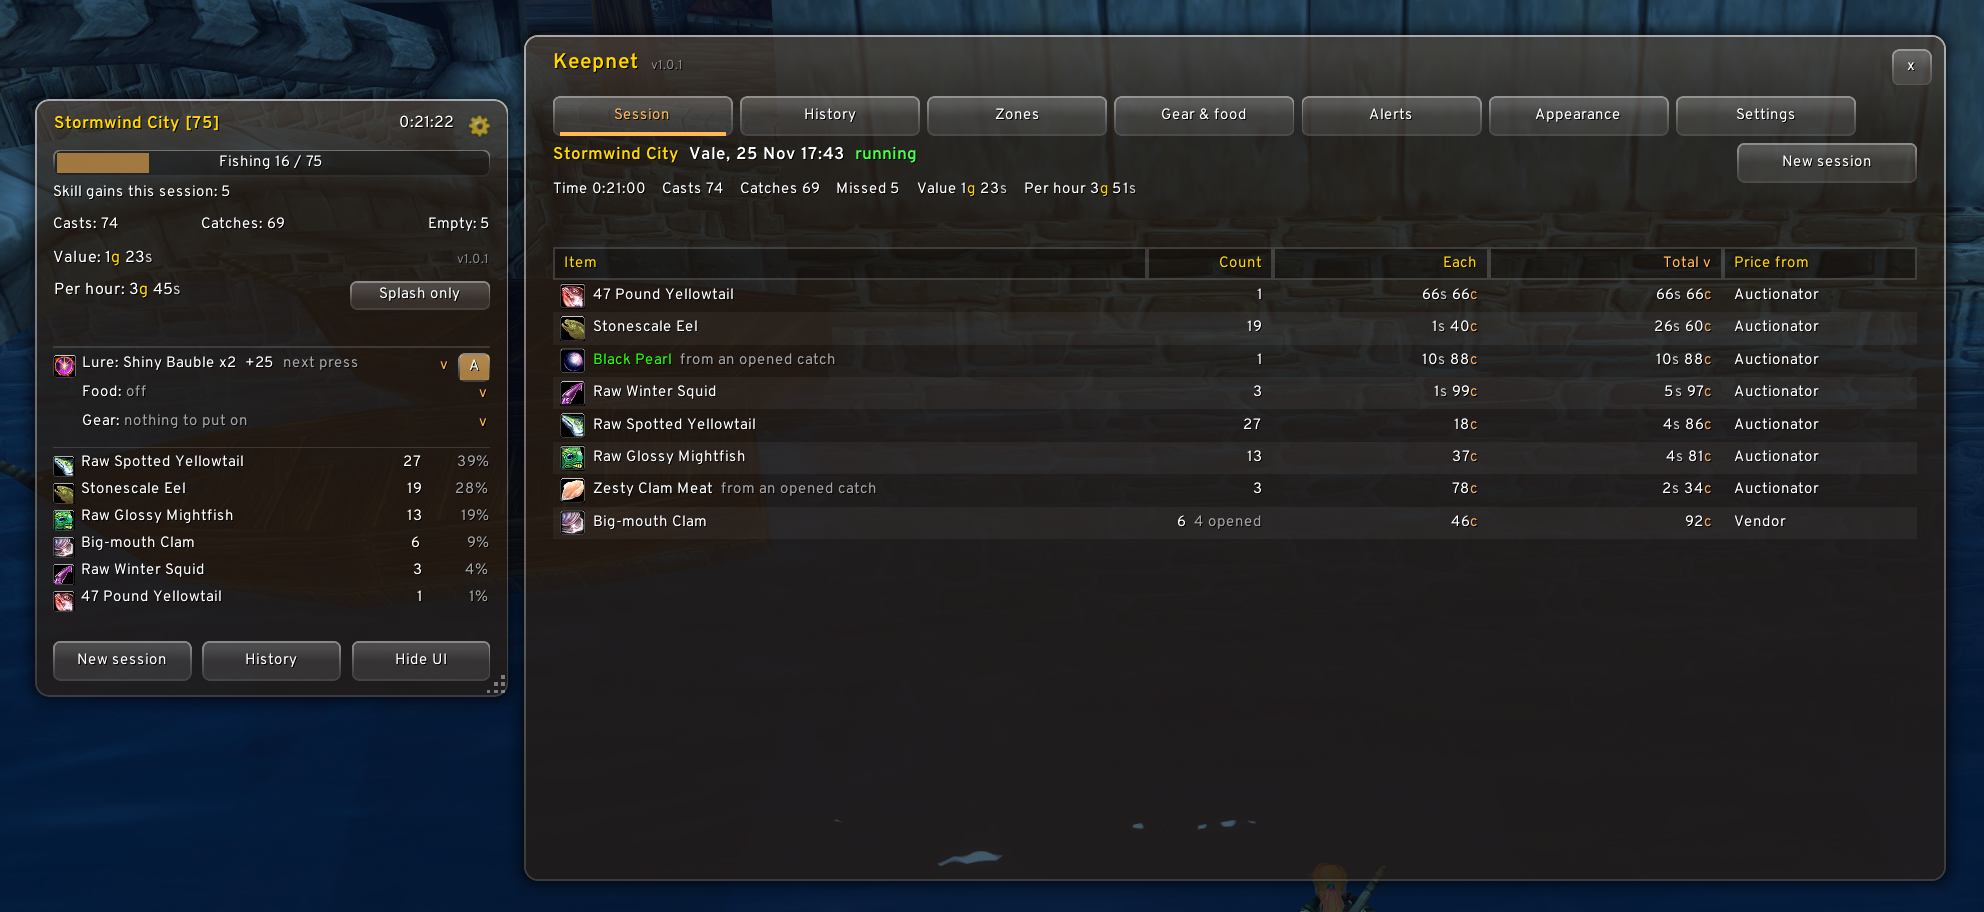 Stormwind City [75] 0:21:22
Fishing 16 / 75
Skill gains this session: 5
Casts: 74 Catches: 69 Empty: 5
Value: 1g 23s v1.0.1
Per hour: 3g 45s Splash only
Lure: Shiny Bauble x2 +25 next press v A
Food: off v
Gear: nothing to put on v
Raw Spotted Yellowtail 27 39%
Stonescale Eel 19 28%
Raw Glossy Mightfish 13 19%
Big-mouth Clam 6 9%
Raw Winter Squid 3 4%
47 Pound Yellowtail 1 1%
New session History Hide UI
Keepnet v1.0.1 x
Session History Zones Gear & food Alerts Appearance Settings
Stormwind City Vale, 25 Nov 17:43 running New session
Time 0:21:00 Casts 74 Catches 69 Missed 5 Value 1g 23s Per hour 3g 51s
Item Count Each Total v Price from
47 Pound Yellowtail 1 66s 66c 66s 66c Auctionator
Stonescale Eel 19 1s 40c 26s 60c Auctionator
Black Pearl from an opened catch 1 10s 88c 10s 88c Auctionator
Raw Winter Squid 3 1s 99c 5s 97c Auctionator
Raw Spotted Yellowtail 27 18c 4s 86c Auctionator
Raw Glossy Mightfish 13 37c 4s 81c Auctionator
Zesty Clam Meat from an opened catch 3 78c 2s 34c Auctionator
Big-mouth Clam 6 4 opened 46c 92c Vendor